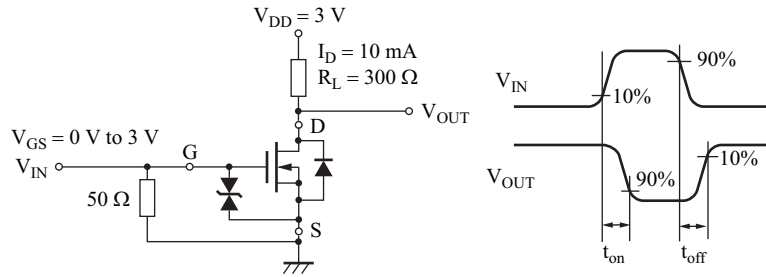 V_DD = 3 V
I_D = 10 mA
R_L = 300 Ω
V_OUT
D
V_GS = 0 V to 3 V
V_IN
G
50 Ω
S
V_IN
90%
10%
V_OUT
10%
90%
t_on
t_off